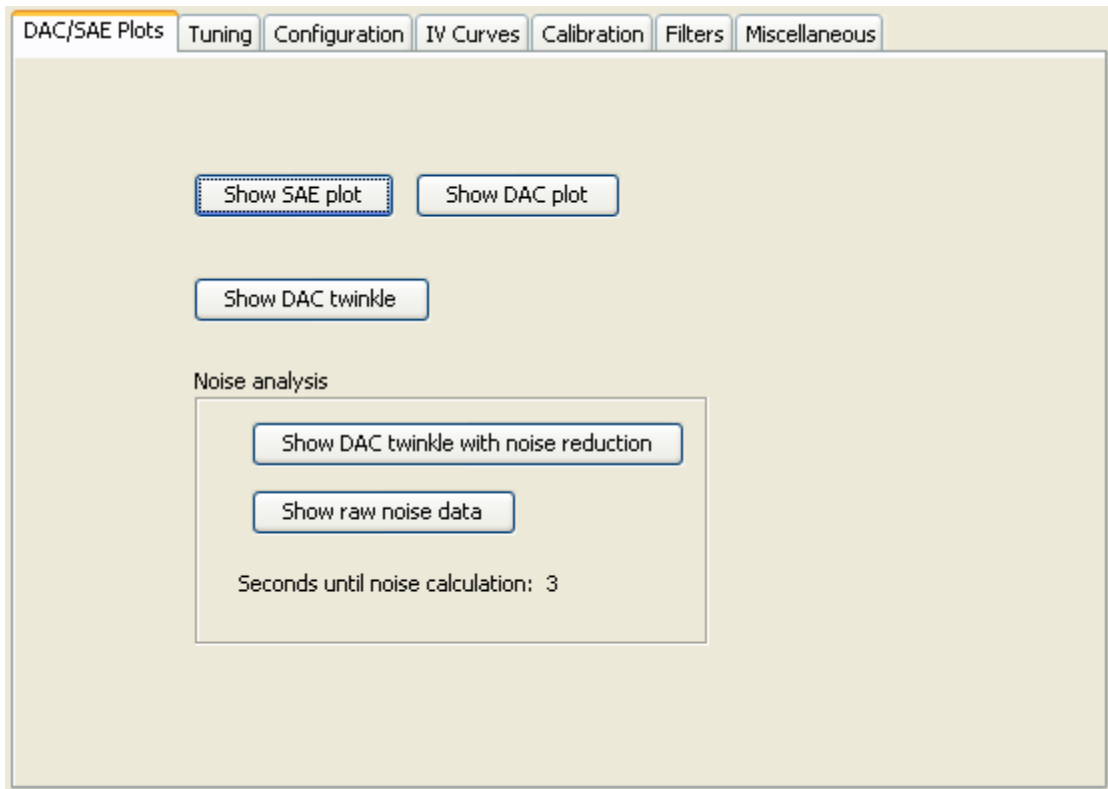 DAC/SAE Plots Tuning Configuration IV Curves Calibration Filters Miscellaneous
Show SAE plot Show DAC plot
Show DAC twinkle
Noise analysis
Show DAC twinkle with noise reduction
Show raw noise data
Seconds until noise calculation: 3